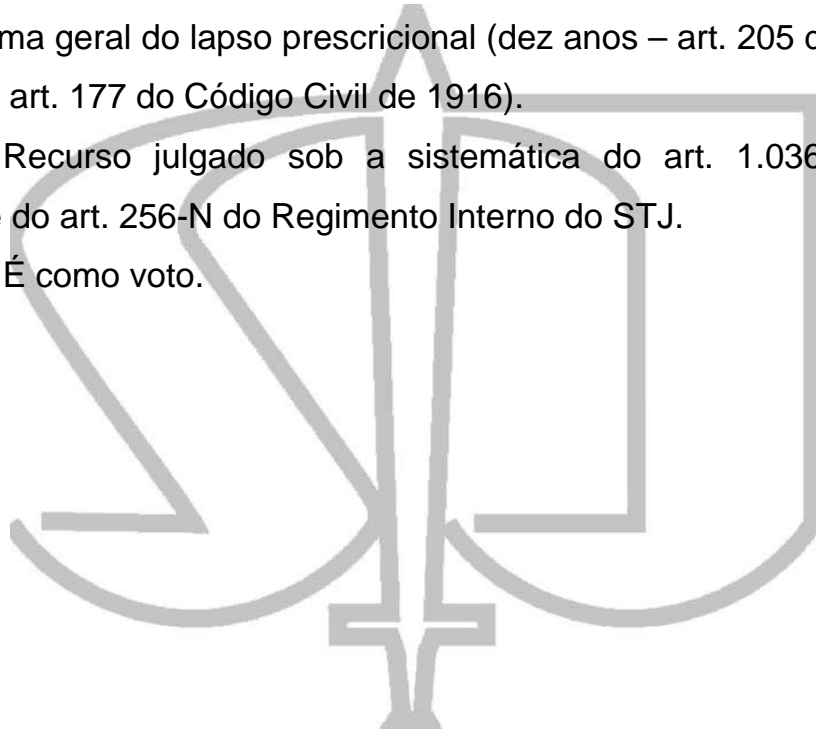 ma geral do lapso prescricional (dez anos – art. 205
art. 177 do Código Civil de 1916).
Recurso julgado sob a sistemática do art. 1.036
do art. 256-N do Regimento Interno do STJ.
É como voto.